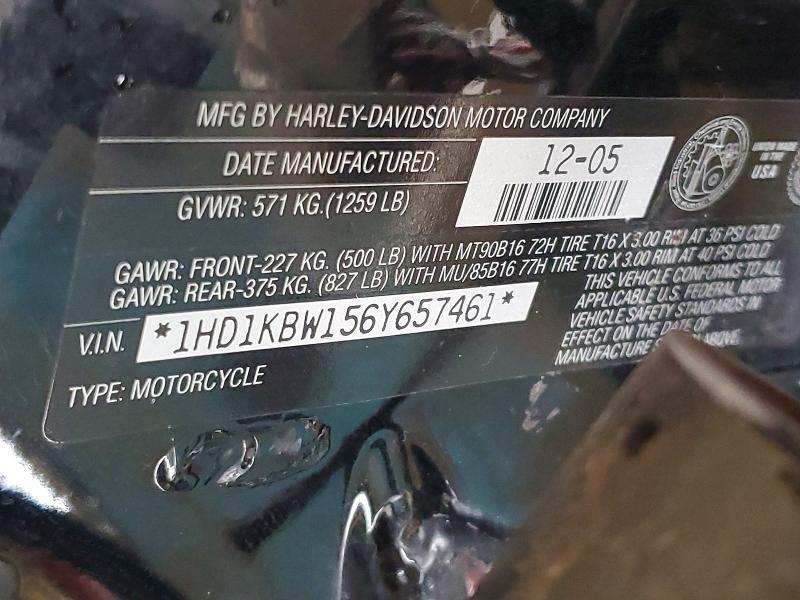 MFG BY HARLEY-DAVIDSON MOTOR COMPANY
DATE MANUFACTURED: 12-05
GVWR: 571 KG.(1259 LB)
USA
GAWR: FRONT-227 KG. (500 LB) WITH MT90B16 72H TIRE T16 X 3.00 RIM AT 36 PSI COLD
GAWR: REAR-375 KG. (827 LB) WITH MU/85B16 77H TIRE T16 X 3.00 RIM AT 40 PSI COLD
THIS VEHICLE CONFORMS TO ALL
APPLICABLE U.S. FEDERAL MOTOR
VEHICLE SAFETY STANDARDS IN
EFFECT ON THE DATE OF
MANUFACTURE SHOWN ABOVE.
V.I.N. *1HD1KBW156Y657461*
TYPE: MOTORCYCLE